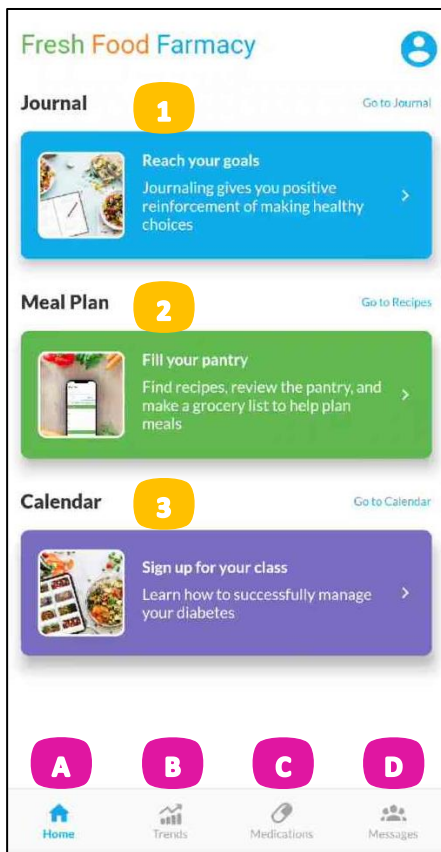 Fresh Food Farmacy
Journal
1
Go to Journal
Reach your goals
Journaling gives you positive
reinforcement of making healthy
choices
Meal Plan
2
Go to Recipes
Fill your pantry
Find recipes, review the pantry, and
make a grocery list to help plan
meals
Calendar
3
Go to Calendar
Sign up for your class
Learn how to successfully manage
your diabetes
A B C D
Home Trends Medications Messages